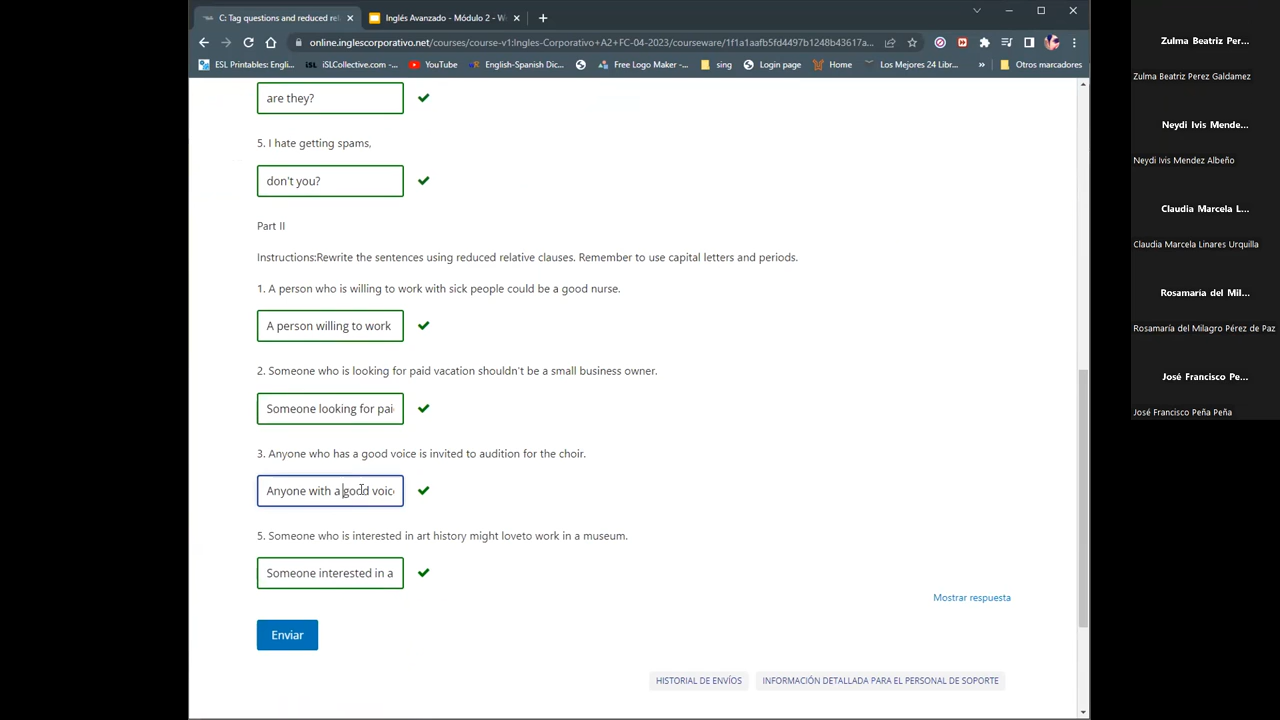 C: Tag questions and reduced rel
Inglés Avanzado - Módulo 2 - W
online.inglescorporativo.net/courses/course-v1:Ingles-Corporativo+A2+FC-04-2023/courseware/1f1a1aafb5fd4497b1248b43617a...
ESL Printables: Engli...
iSLCollective.com -...
YouTube
English-Spanish Dic...
Free Logo Maker -...
sing
Login page
Home
Los Mejores 24 Libr...
»
Otros marcadores
are they?
5. I hate getting spams,
don't you?
Part II
Instructions:Rewrite the sentences using reduced relative clauses. Remember to use capital letters and periods.
1. A person who is willing to work with sick people could be a good nurse.
A person willing to work
2. Someone who is looking for paid vacation shouldn't be a small business owner.
Someone looking for pai
3. Anyone who has a good voice is invited to audition for the choir.
Anyone with a good voic
5. Someone who is interested in art history might loveto work in a museum.
Someone interested in a
Mostrar respuesta
Enviar
HISTORIAL DE ENVÍOS
INFORMACIÓN DETALLADA PARA EL PERSONAL DE SOPORTE
Zulma Beatriz Per...
Zulma Beatriz Perez Galdamez
Neydi Ivis Mende...
Neydi Ivis Mendez Albeño
Claudia Marcela L...
Claudia Marcela Linares Urquilla
Rosamaría del Mil...
Rosamaría del Milagro Pérez de Paz
José Francisco Pe...
José Francisco Peña Peña